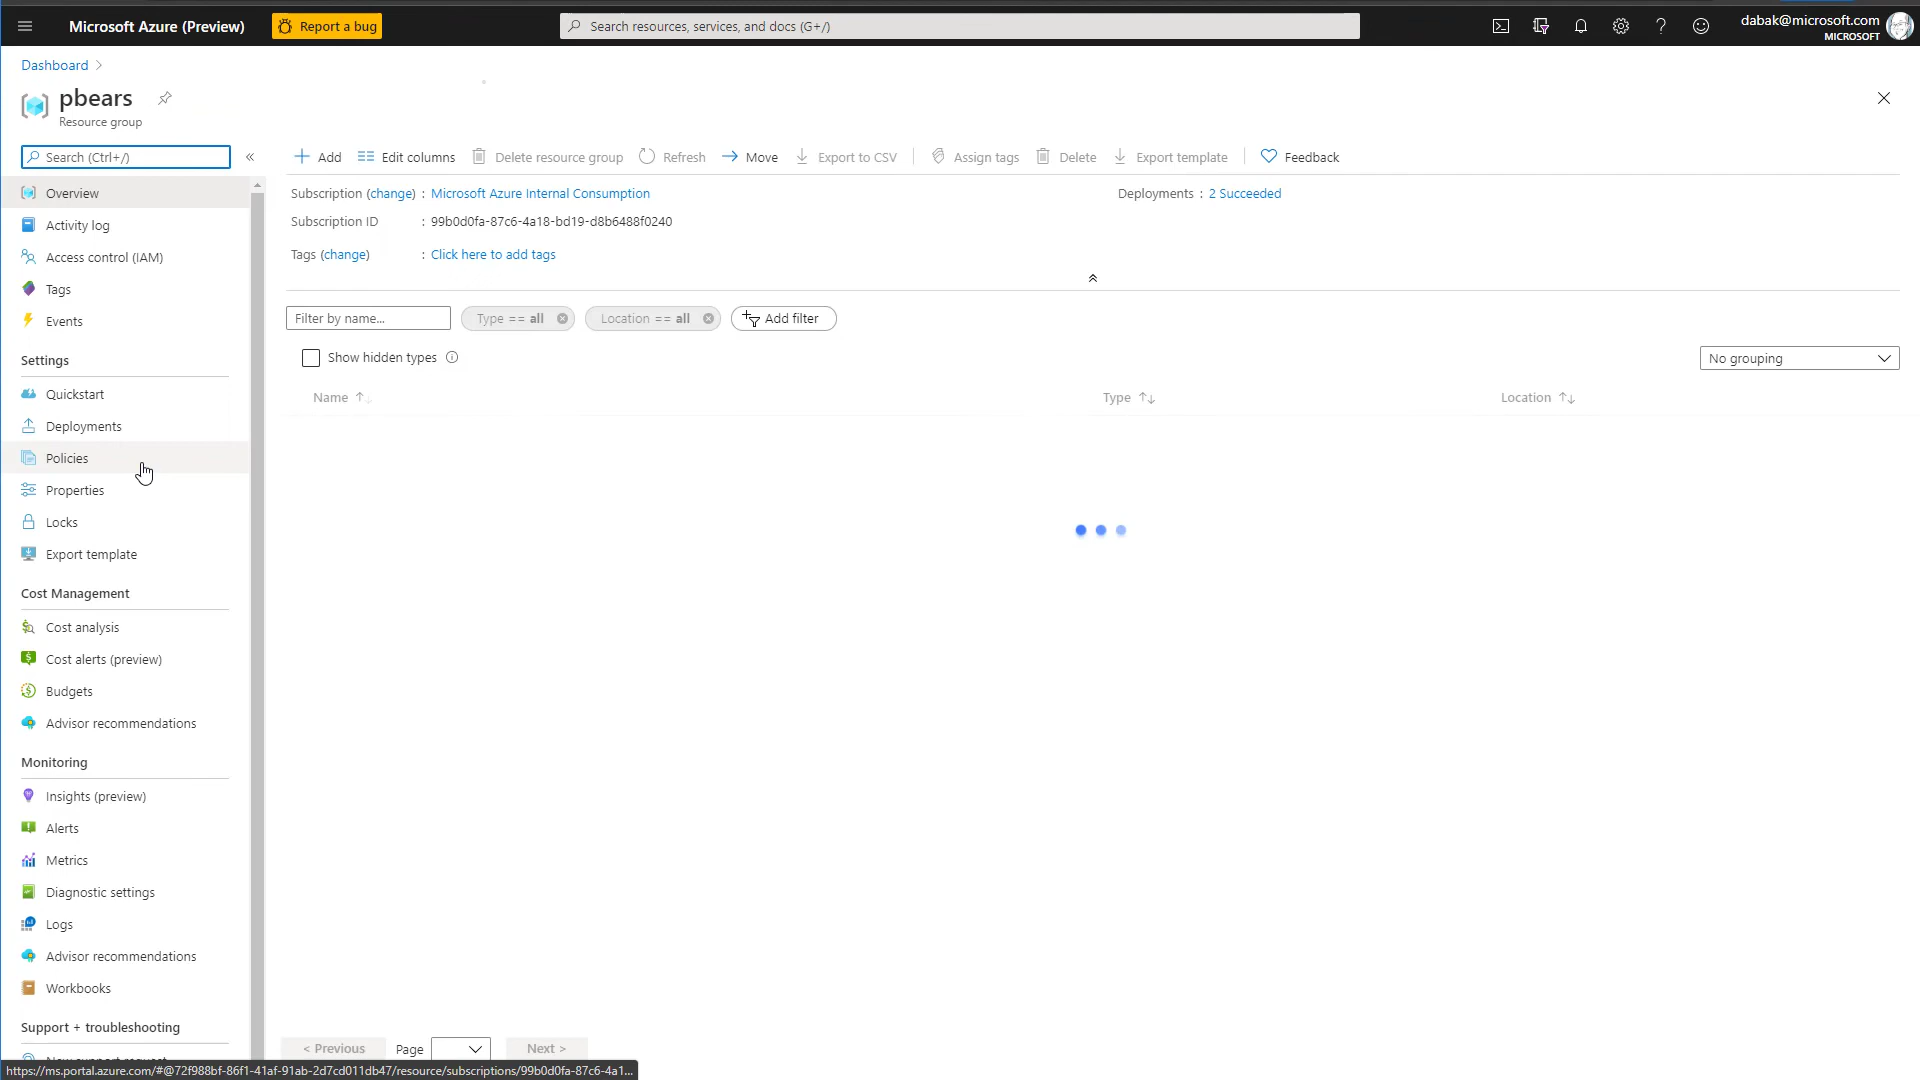 Microsoft Azure (Preview)
Report a bug
Search resources, services, and docs (G+/)
dabak@microsoft.com
MICROSOFT
Dashboard
pbears
Resource group
Search (Ctrl+/)
Add
Edit columns
Delete resource group
Refresh
Move
Export to CSV
Assign tags
Delete
Export template
Feedback
Overview
Activity log
Access control (IAM)
Tags
Events
Settings
Quickstart
Deployments
Policies
Properties
Locks
Export template
Cost Management
Cost analysis
Cost alerts (preview)
Budgets
Advisor recommendations
Monitoring
Insights (preview)
Alerts
Metrics
Diagnostic settings
Logs
Advisor recommendations
Workbooks
Support + troubleshooting
New support request
Subscription (change) : Microsoft Azure Internal Consumption
Deployments : 2 Succeeded
Subscription ID : 99b0d0fa-87c6-4a18-bd19-d8b6488f0240
Tags (change) : Click here to add tags
Filter by name...
Type == all
Location == all
Add filter
Show hidden types
No grouping
Name
Type
Location
< Previous
Page
Next >
https://ms.portal.azure.com/#@72f988bf-86f1-41af-91ab-2d7cd011db47/resource/subscriptions/99b0d0fa-87c6-4a1...